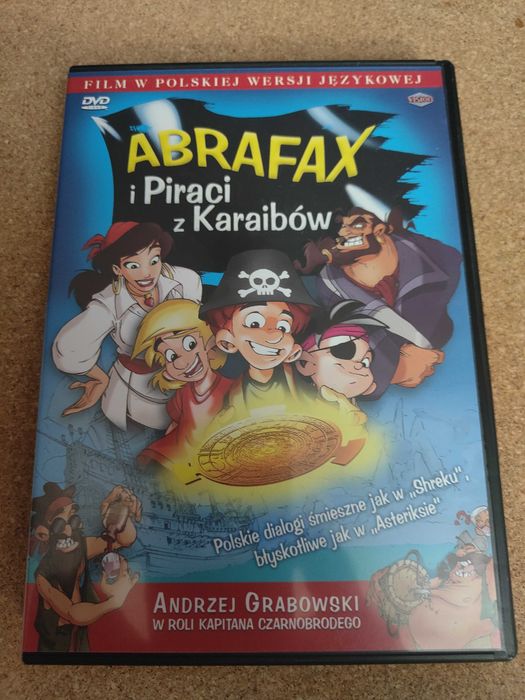 FILM W POLSKIEJ WERSJI JĘZYKOWEJ
DVD
VISION
ABRAFAX
i Piraci
z Karaibów
Polskie dialogi śmieszne jak w „Shreku",
błyskotliwe jak w „Asteriksie"
ANDRZEJ GRABOWSKI
W ROLI KAPITANA CZARNOBRODEGO